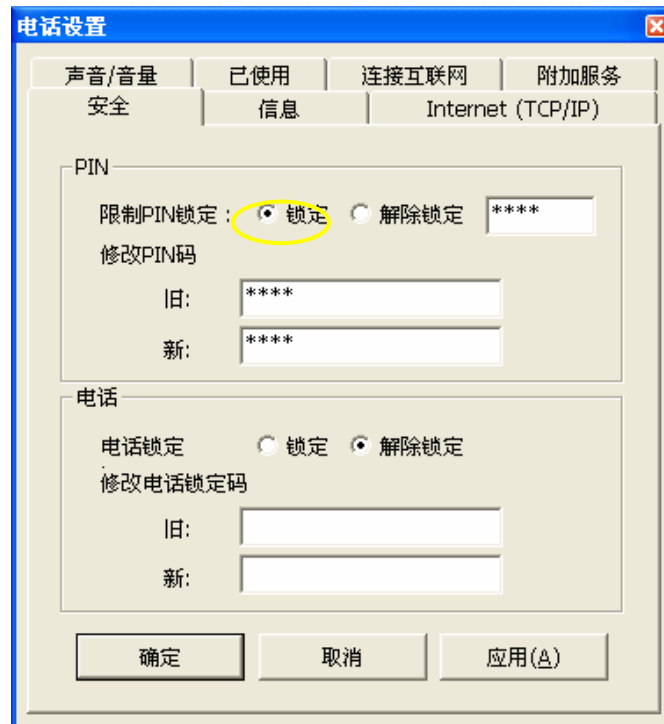 电话设置
声音/音量 已使用 连接互联网 附加服务
安全 信息 Internet (TCP/IP)
PIN
限制PIN锁定： 锁定 解除锁定 ****
修改PIN码
旧: ****
新: ****
电话
电话锁定 锁定 解除锁定
修改电话锁定码
旧:
新:
确定 取消 应用(A)